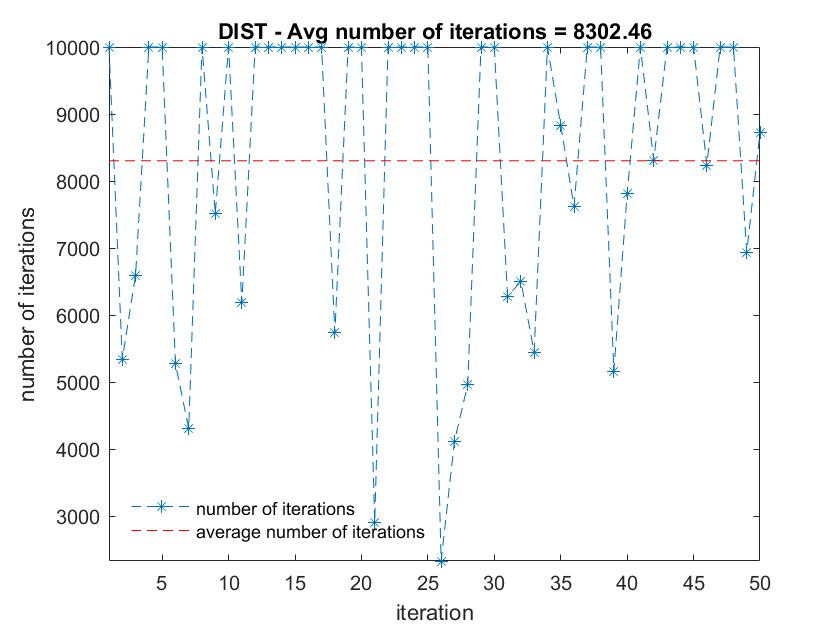 DIST - Avg number of iterations = 8302.46
10000
9000
8000
7000
6000
5000
4000
3000
number of iterations
number of iterations
average number of iterations
5 10 15 20 25 30 35 40 45 50
iteration